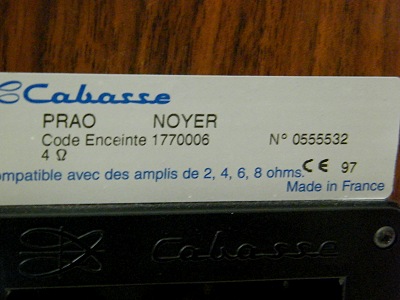 Cabasse
PRAO NOYER
Code Enceinte 1770006 N° 0555532
4 Ω
ompatible avec des amplis de 2, 4, 6, 8 ohms. CE 97
Made in France
Cabasse